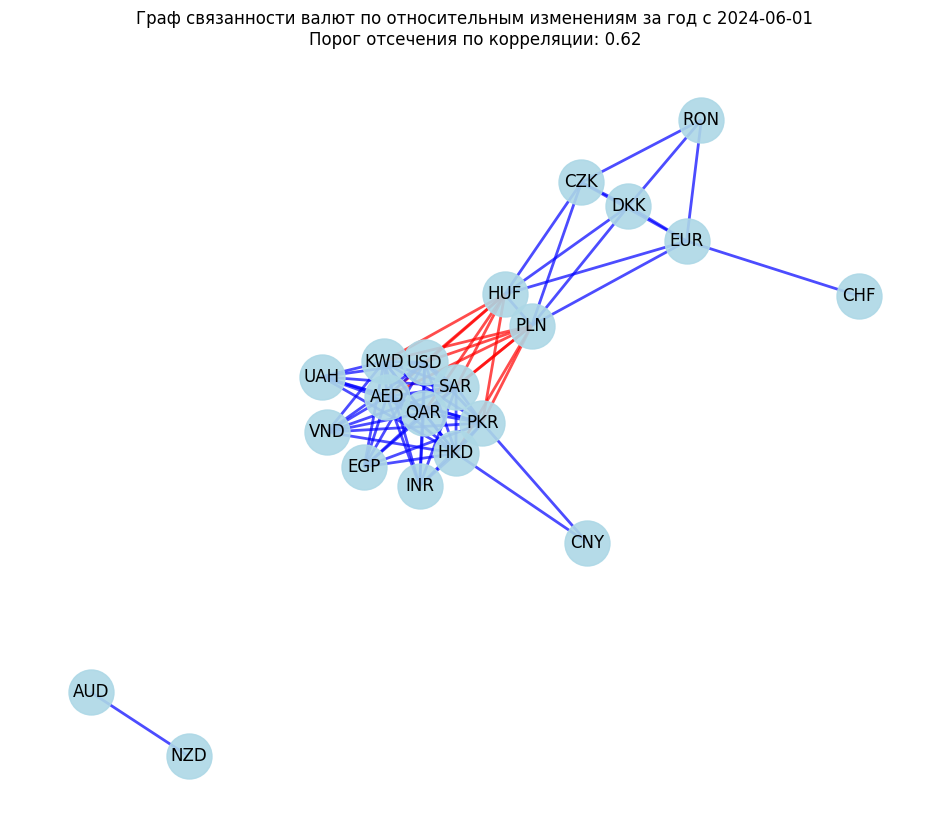 Граф связанности валют по относительным изменениям за год с 2024-06-01
Порог отсечения по корреляции: 0.62
RON
CZK
DKK
EUR
HUF
CHF
PLN
KWD
USD
UAH
SAR
AED
QAR
PKR
VND
HKD
EGP
INR
CNY
AUD
NZD